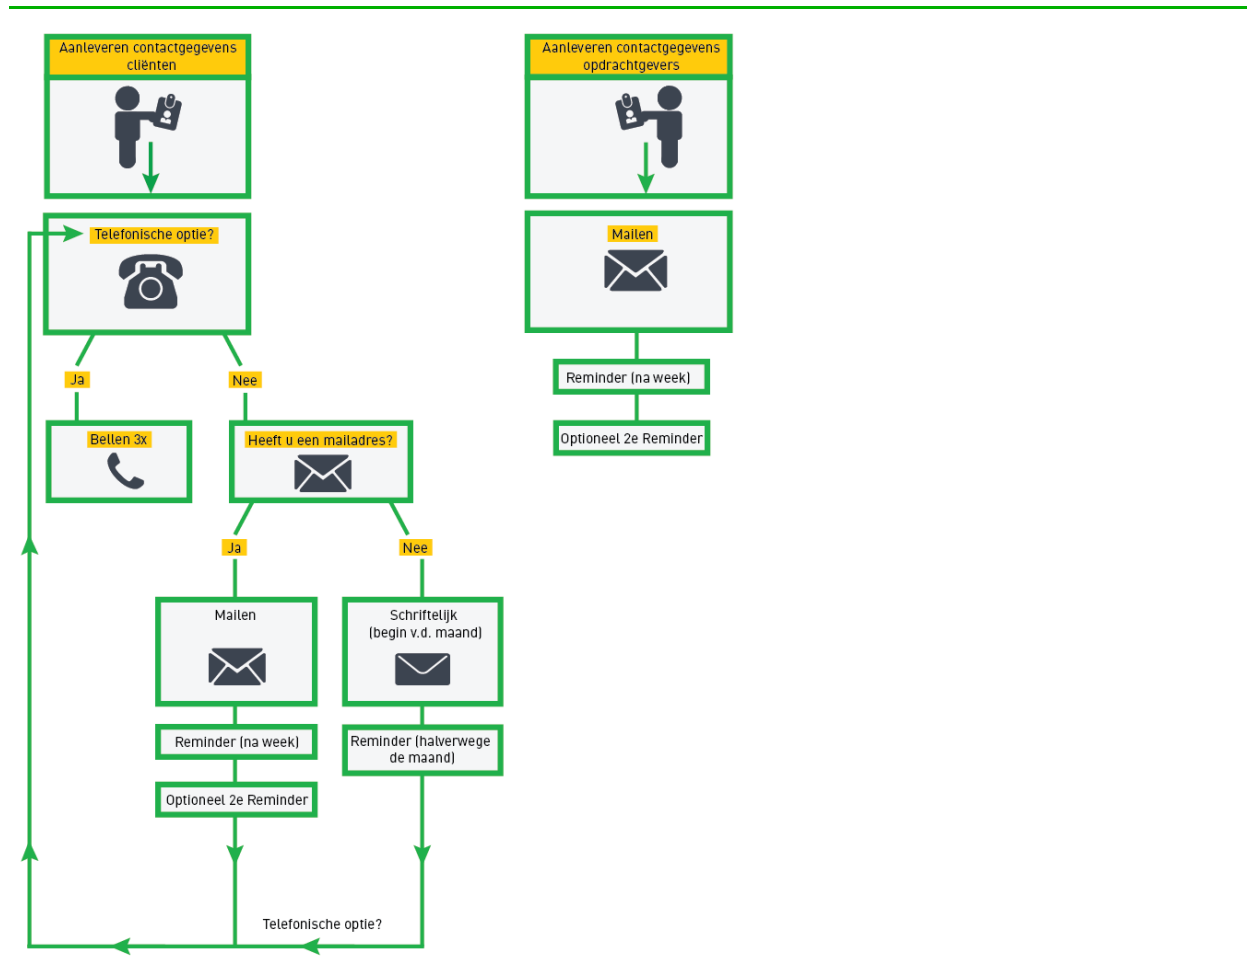 Aanleveren contactgegevens
cliënten
Telefonische optie?
Ja
Nee
Bellen 3x
Heeft u een mailadres?
Ja
Nee
Mailen
Schriftelijk
(begin v.d. maand)
Reminder (na week)
Reminder (halverwege
de maand)
Optioneel 2e Reminder
Telefonische optie?
Aanleveren contactgegevens
opdrachtgevers
Mailen
Reminder (na week)
Optioneel 2e Reminder